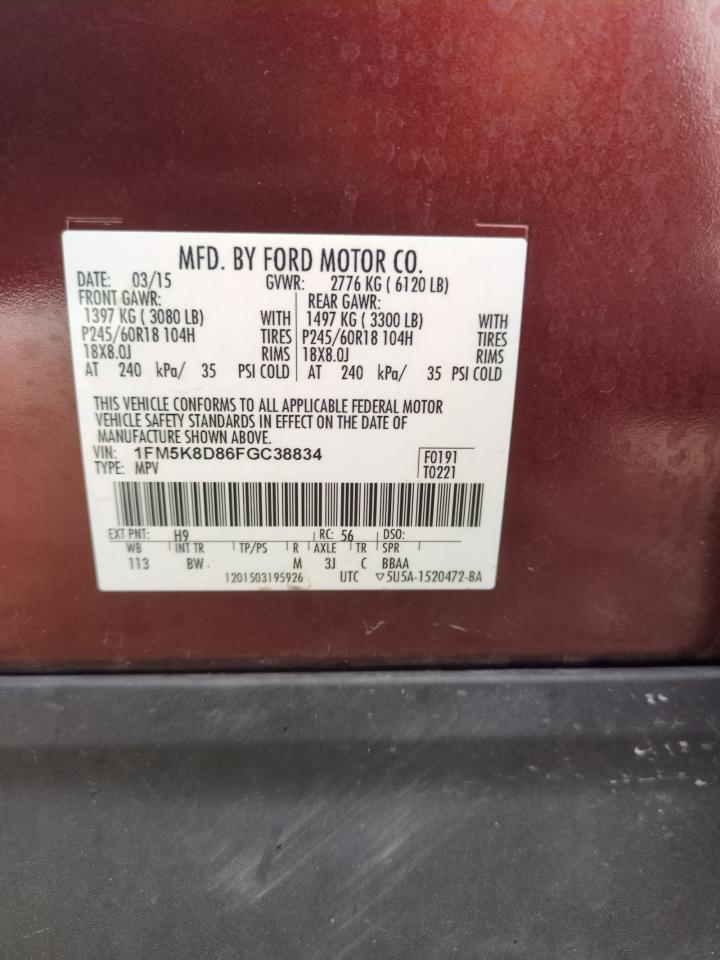 MFD. BY FORD MOTOR CO.
DATE: 03/15 GVWR: 2776 KG ( 6120 LB)
FRONT GAWR: REAR GAWR:
1397 KG ( 3080 LB) WITH 1497 KG ( 3300 LB) WITH
P245/60R18 104H TIRES P245/60R18 104H TIRES
18X8.0J RIMS 18X8.0J RIMS
AT 240 kPa/ 35 PSI COLD AT 240 kPa/ 35 PSI COLD
THIS VEHICLE CONFORMS TO ALL APPLICABLE FEDERAL MOTOR
VEHICLE SAFETY STANDARDS IN EFFECT ON THE DATE OF
MANUFACTURE SHOWN ABOVE.
VIN: 1FM5K8D86FGC38834 F0191
TYPE: MPV T0221
EXT PNT: H9 RC: 56 DSO:
WB INT TR TP/PS R AXLE TR SPR
113 BW M 3J C BBAA
1201503195926 UTC ▽5U5A-1520472-BA